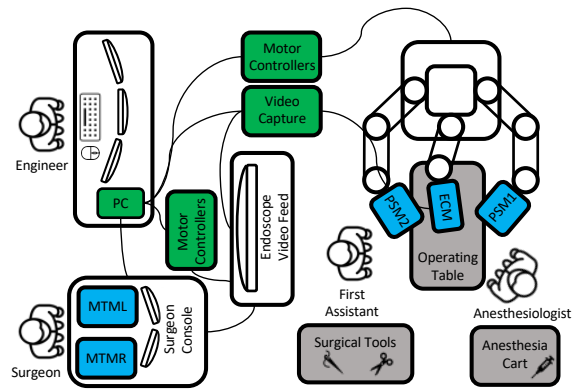 Motor
Controllers
Video
Capture
Engineer
PC
Motor
Controllers
Endoscope
Video Feed
PSM2
ECM
PSM1
Operating
Table
First
Assistant
Anesthesiologist
MTML
MTMR
Surgeon
Console
Surgeon
Surgical Tools
Anesthesia
Cart